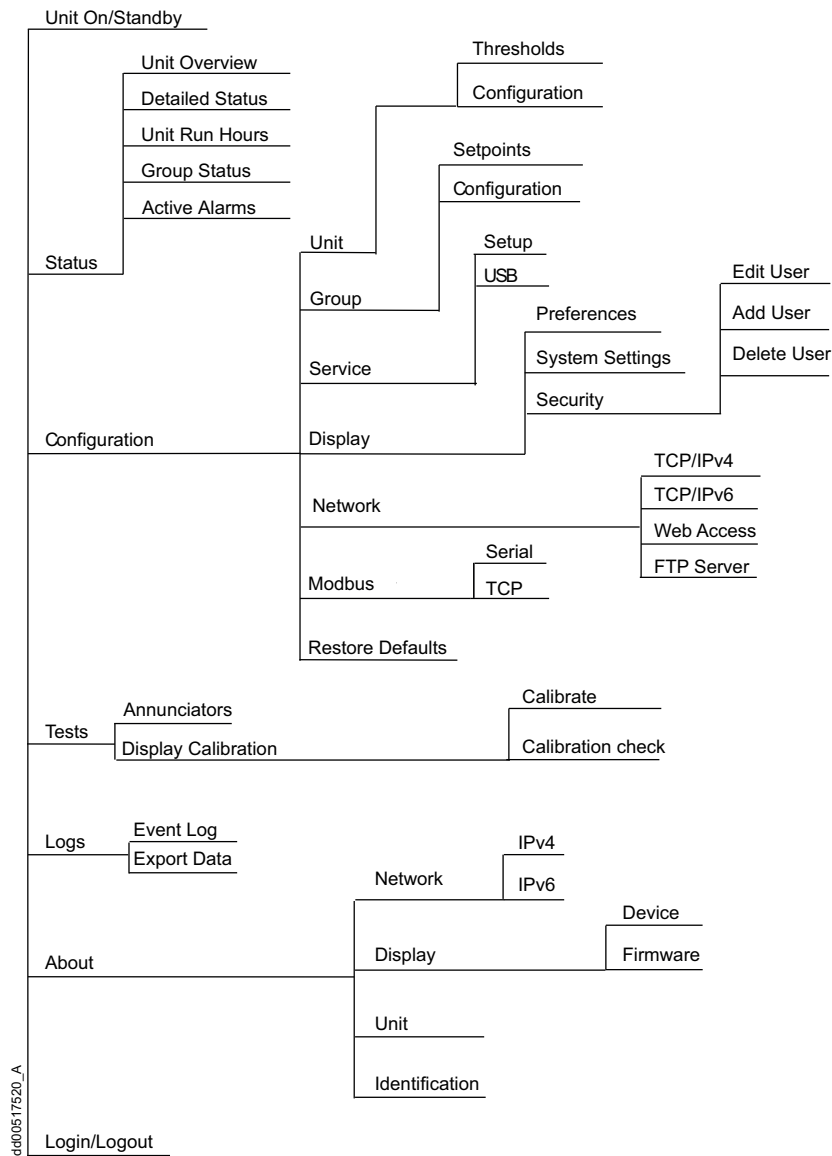 Unit On/Standby
Status
Unit Overview
Detailed Status
Unit Run Hours
Group Status
Active Alarms
Configuration
Unit
Thresholds
Configuration
Group
Setpoints
Configuration
Service
Setup
USB
Display
Preferences
System Settings
Security
Edit User
Add User
Delete User
Network
TCP/IPv4
TCP/IPv6
Web Access
FTP Server
Modbus
Serial
TCP
Restore Defaults
Tests
Annunciators
Display Calibration
Calibrate
Calibration check
Logs
Event Log
Export Data
About
Network
IPv4
IPv6
Display
Device
Firmware
Unit
Identification
Login/Logout
dd00517520_A